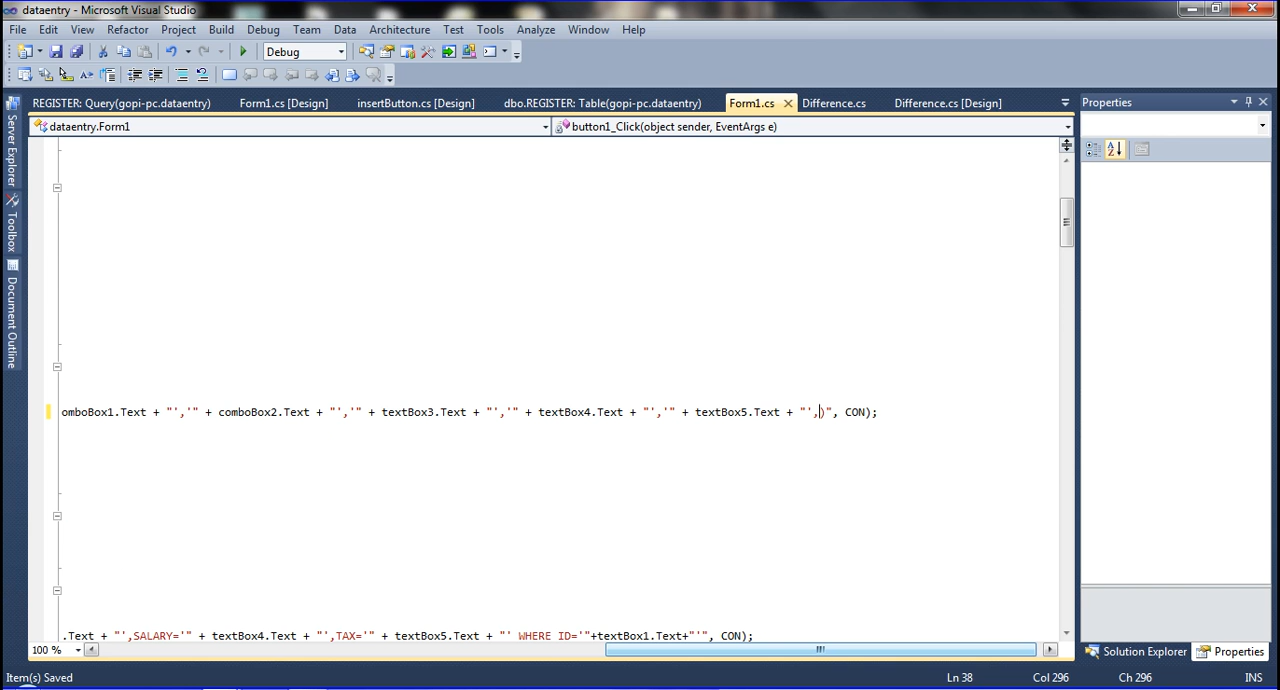 dataentry - Microsoft Visual Studio
File Edit View Refactor Project Build Debug Team Data Architecture Test Tools Analyze Window Help
Debug
REGISTER: Query(gopi-pc.dataentry) Form1.cs [Design] insertButton.cs [Design] dbo.REGISTER: Table(gopi-pc.dataentry) Form1.cs Difference.cs Difference.cs [Design]
Properties
dataentry.Form1 button1_Click(object sender, EventArgs e)
Server Explorer
Toolbox
Document Outline
omboBox1.Text + "','" + comboBox2.Text + "','" + textBox3.Text + "','" + textBox4.Text + "','" + textBox5.Text + "',)", CON);
.Text + "',SALARY='" + textBox4.Text + "',TAX='" + textBox5.Text + "' WHERE ID='"+textBox1.Text+"'", CON);
100 %
Solution Explorer Properties
Item(s) Saved Ln 38 Col 296 Ch 296 INS